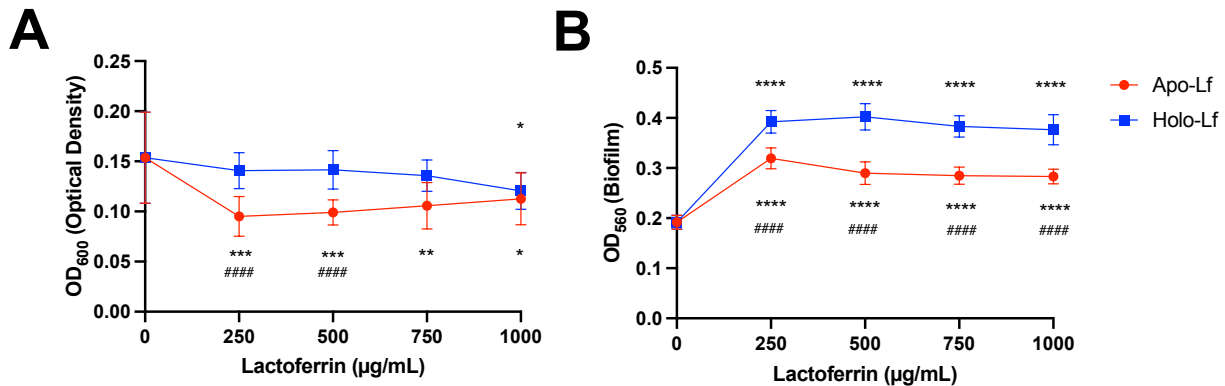 A
OD600 (Optical Density)
0.25
0.20
0.15
0.10
0.05
0.00
*
*** *** ** *
#### ####
0 250 500 750 1000
Lactoferrin (µg/mL)
B
OD560 (Biofilm)
0.5
0.4
0.3
0.2
0.1
0.0
**** **** **** ****
**** **** **** ****
#### #### #### ####
0 250 500 750 1000
Lactoferrin (µg/mL)
Apo-Lf
Holo-Lf